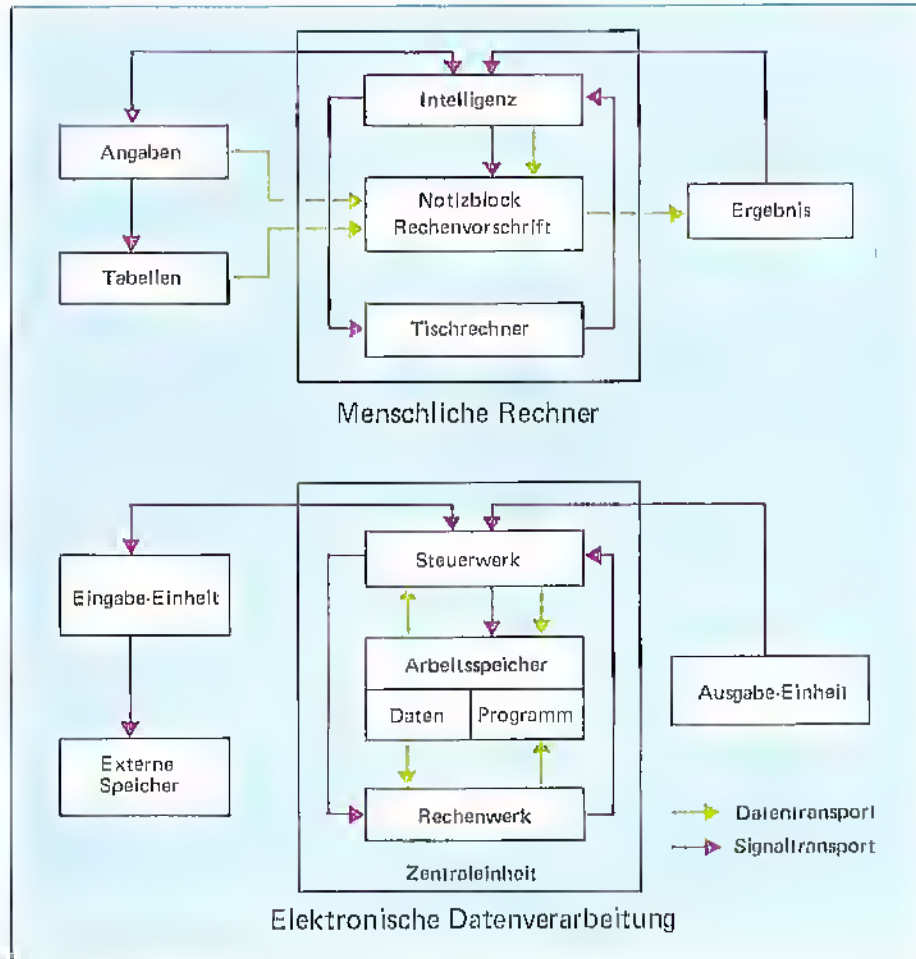 Intelligenz
Angaben
Notizblock
Rechenvorschrift
Ergebnis
Tabellen
Tischrechner
Menschliche Rechner
Steuerwerk
Eingabe-Einheit
Arbeitsspeicher
Daten
Programm
Ausgabe-Einheit
Externe
Speicher
Rechenwerk
Datentransport
Signaltransport
Zentraleinheit
Elektronische Datenverarbeitung